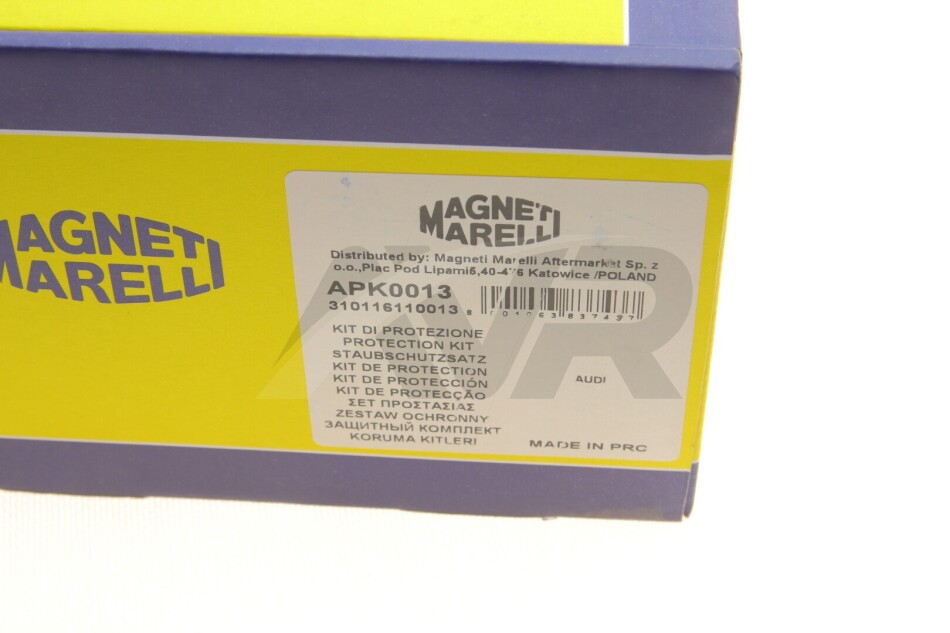 MAGNETI
MARELLI
MAGNETI
MARELLI
Distributed by: Magneti Marelli Aftermarket Sp. z
o.o.,Plac Pod Lipami5,40-476 Katowice /POLAND
APK0013
310116110013
KIT DI PROTEZIONE
PROTECTION KIT
STAUBSCHUTZSATZ
KIT DE PROTECTION
KIT DE PROTECCIÓN
KIT DE PROTECÇÃO
ΣΕΤ ΠΡΟΣΤΑΣΙΑΣ
ZESTAW OCHRONNY
ЗАЩИТНЫЙ КОМПЛЕКТ
KORUMA KITLERI
AUDI
MADE IN PRC
AVR